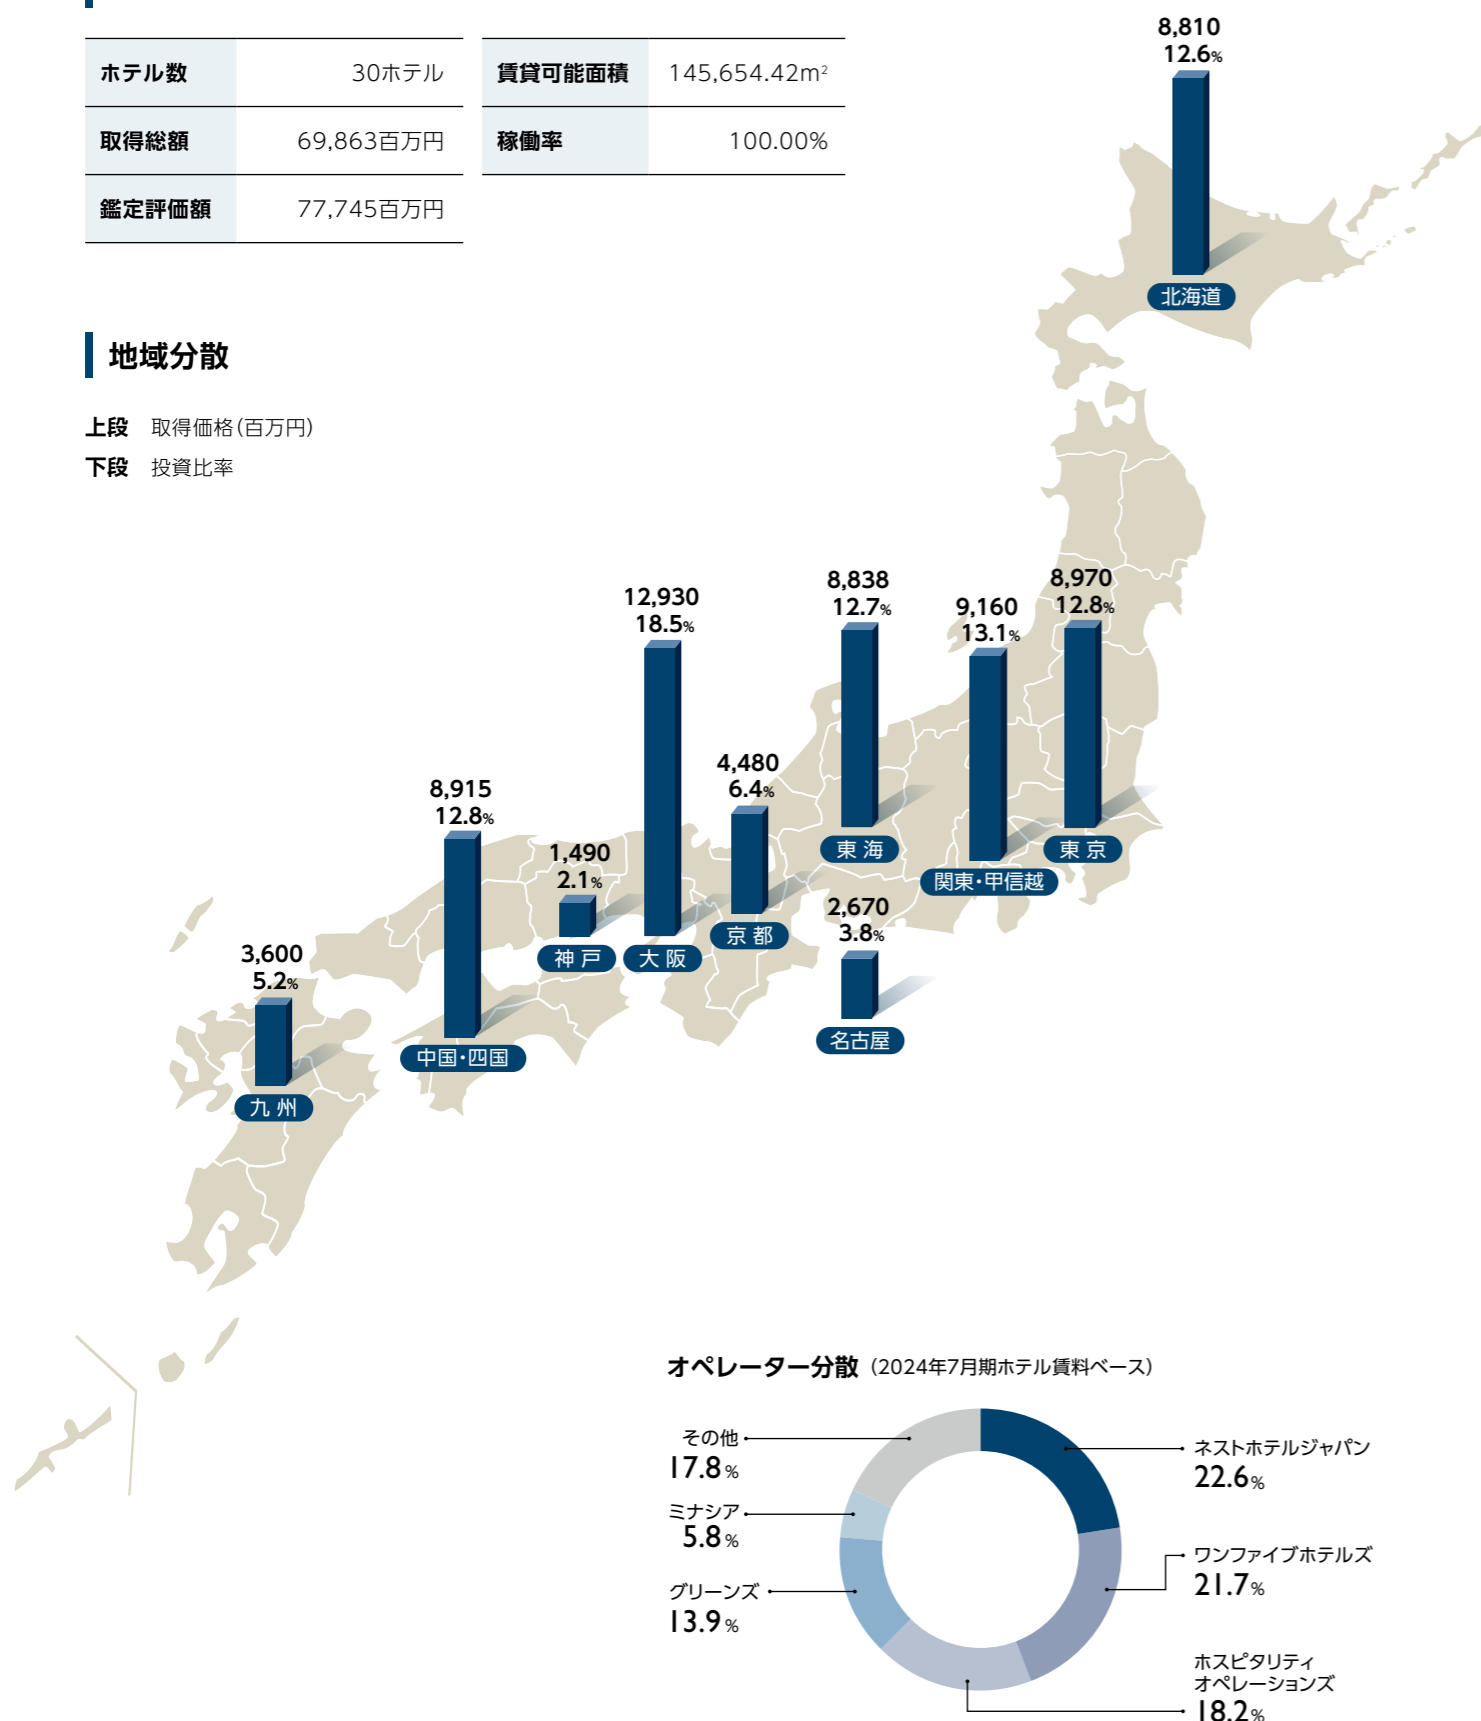 ホテル数 30ホテル
取得総額 69,863百万円
鑑定評価額 77,745百万円
賃貸可能面積 145,654.42m²
稼働率 100.00%
地域分散
上段 取得価格(百万円)
下段 投資比率
8,810
12.6%
北海道
8,970
12.8%
東京
9,160
13.1%
関東・甲信越
8,838
12.7%
東海
2,670
3.8%
名古屋
4,480
6.4%
京都
12,930
18.5%
大阪
1,490
2.1%
神戸
8,915
12.8%
中国・四国
3,600
5.2%
九州
オペレーター分散(2024年7月期ホテル賃料ベース)
ネストホテルジャパン
22.6%
ワンファイブホテルズ
21.7%
ホスピタリティ
オペレーションズ
18.2%
グリーンズ
13.9%
ミナシア
5.8%
その他
17.8%